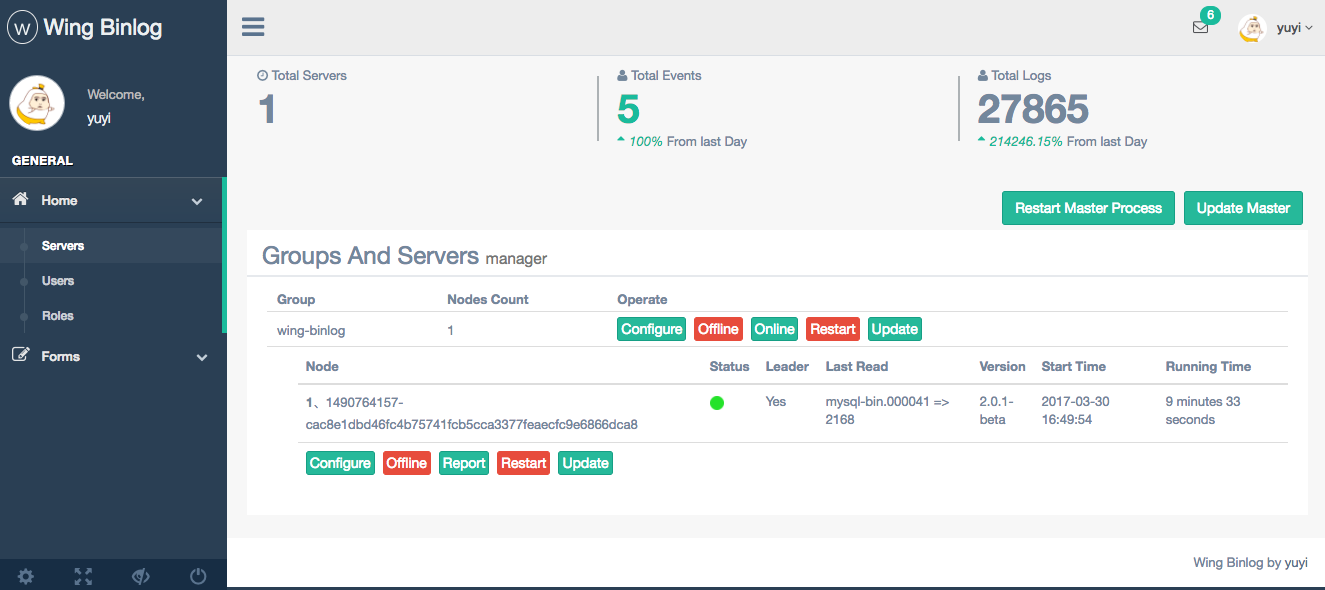 W Wing Binlog
6
yuyi
Welcome,
yuyi
GENERAL
Home
Servers
Users
Roles
Forms
Total Servers
1
Total Events
5
100% From last Day
Total Logs
27865
214246.15% From last Day
Restart Master Process
Update Master
Groups And Servers manager
Group Nodes Count Operate
wing-binlog 1 Configure Offline Online Restart Update
Node Status Leader Last Read Version Start Time Running Time
1、1490764157- Yes mysql-bin.000041 => 2.0.1- 2017-03-30 9 minutes 33
cac8e1dbd46fc4b75741fcb5cca3377feaecfc9e6866dca8 2168 beta 16:49:54 seconds
Configure Offline Report Restart Update
Wing Binlog by yuyi